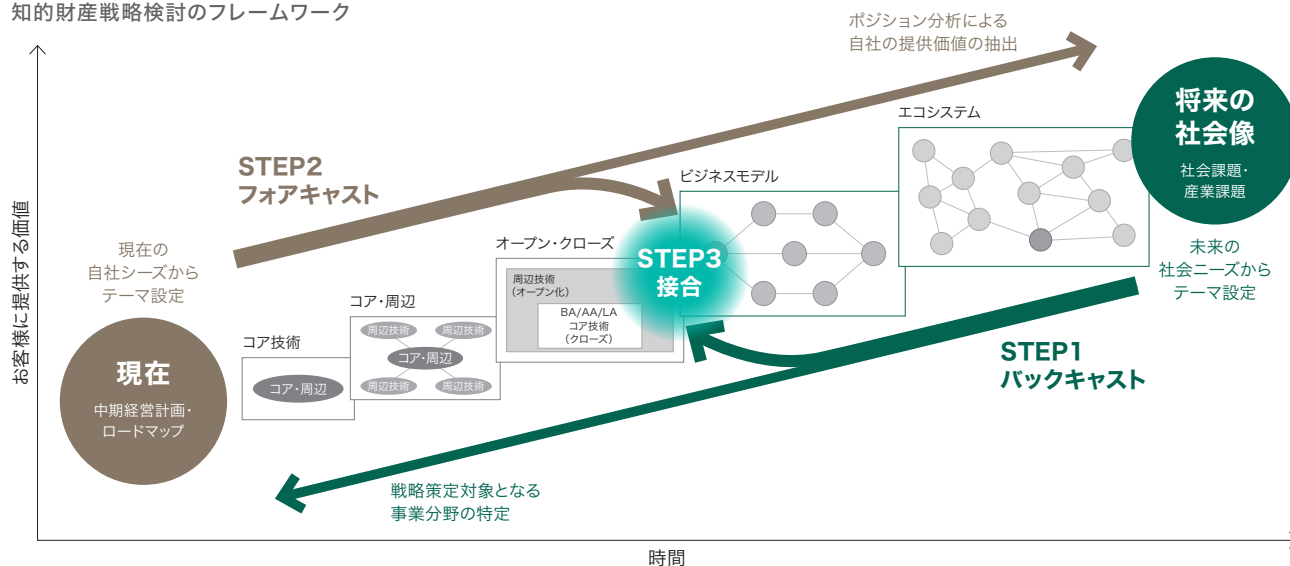 知的財産戦略検討のフレームワーク
お客様に提供する価値
ポジション分析による
自社の提供価値の抽出
将来の
社会像
社会課題・
産業課題
エコシステム
STEP2
フォアキャスト
ビジネスモデル
現在の
自社シーズから
テーマ設定
オープン・クローズ
STEP3
接合
未来の
社会ニーズから
テーマ設定
周辺技術
(オープン化)
BA/AA/LA
コア技術
(クローズ)
コア・周辺
周辺技術
周辺技術
コア・周辺
周辺技術
周辺技術
コア技術
コア・周辺
現在
中期経営計画・
ロードマップ
STEP1
バックキャスト
戦略策定対象となる
事業分野の特定
時間